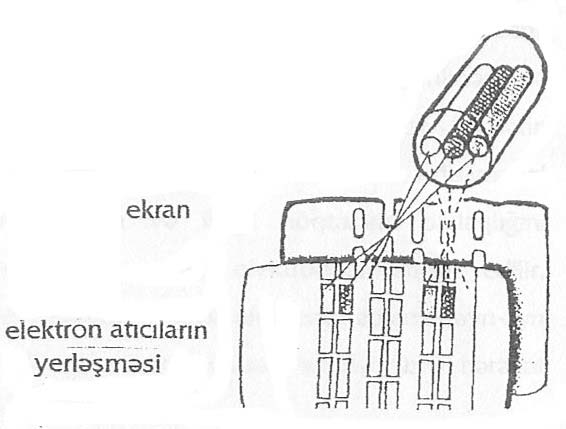 ekran
elektron atıcıların
yerləşməsi